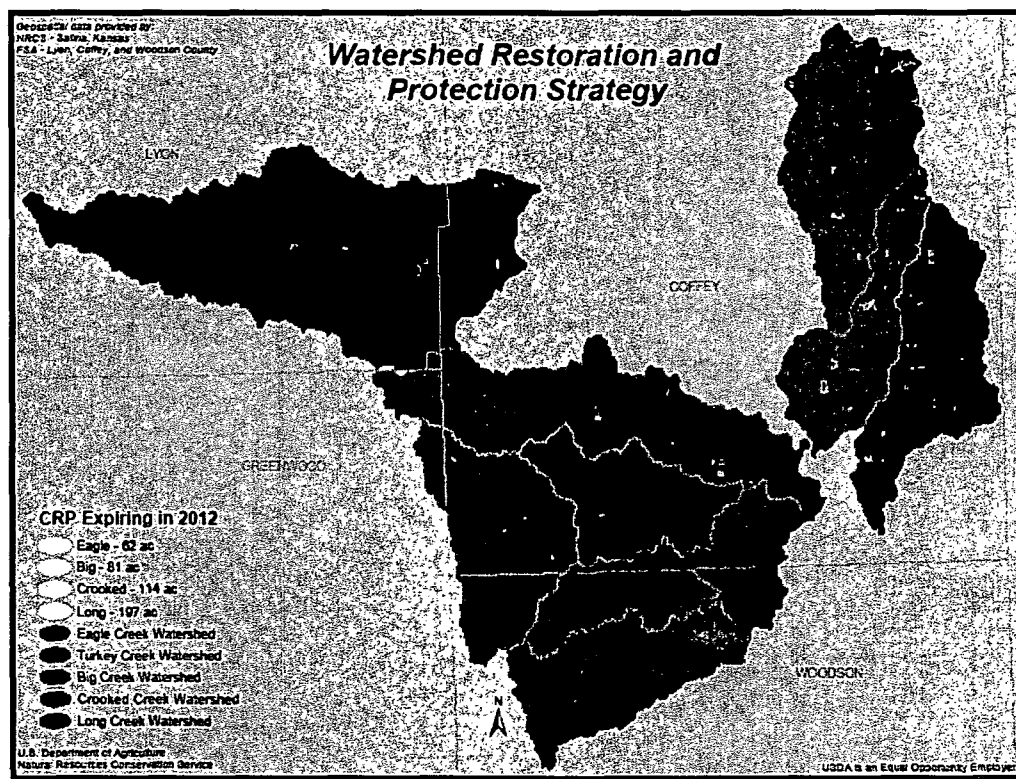 Geospatial data provided by:
NRCS - Salina, Kansas
FSA - Lyon, Coffey, and Woodson County
Watershed Restoration and
Protection Strategy
LYON
COFFEY
GREENWOOD
WOODSON
CRP Expiring in 2012
Eagle - 62 ac
Big - 81 ac
Crooked - 114 ac
Long - 197 ac
Eagle Creek Watershed
Turkey Creek Watershed
Big Creek Watershed
Crooked Creek Watershed
Long Creek Watershed
N
U.S. Department of Agriculture
Natural Resources Conservation Service
USDA is an Equal Opportunity Employer